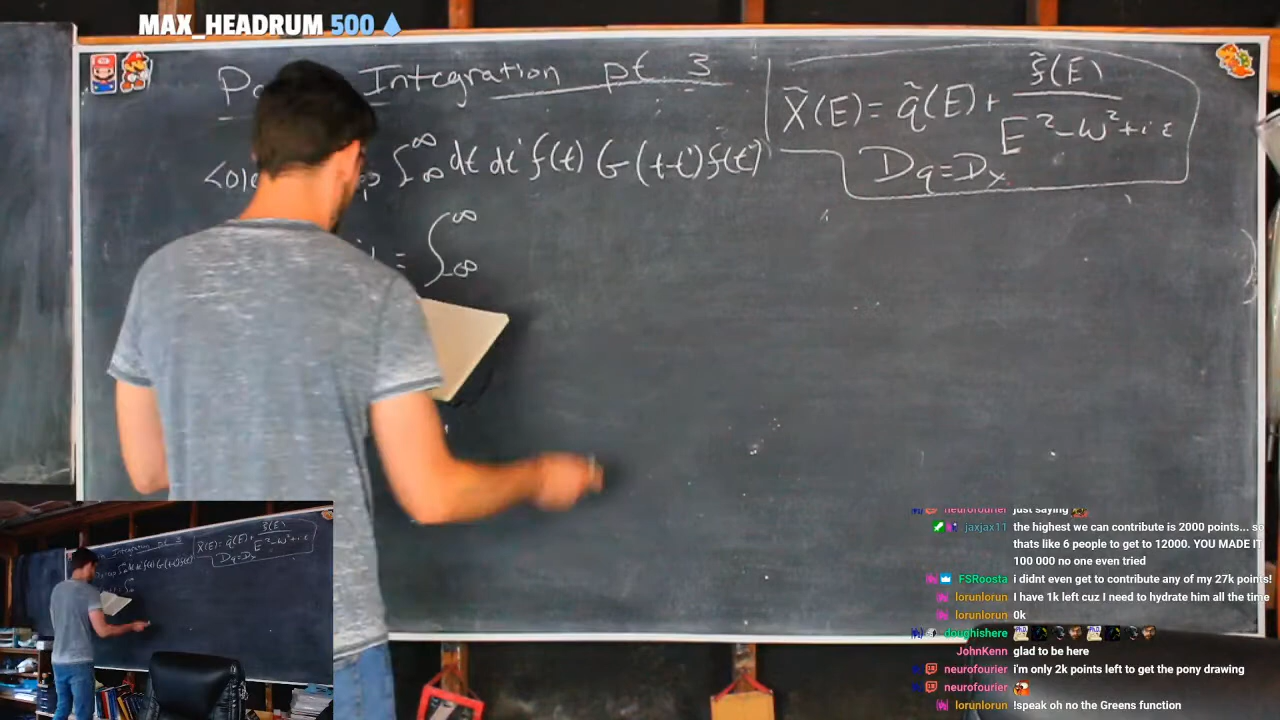 MAX_HEADRUM 500
Integration pt 3
X̃(E) = q̃(E) + f̃(E) / E²-ω²+iε
Dq = Dx
∫_∞^∞ dt dt' f(t) G(t-t') f(t')
= ∫_-∞^∞
neurofourier just saying
jaxjax11 the highest we can contribute is 2000 points... so
thats like 6 people to get to 12000. YOU MADE IT
100 000 no one even tried
FSRoosta i didnt even get to contribute any of my 27k points!
lorunlorun I have 1k left cuz I need to hydrate him all the time
lorunlorun 0k
doughishere
JohnKenn glad to be here
neurofourier i'm only 2k points left to get the pony drawing
neurofourier
lorunlorun !speak oh no the Greens function